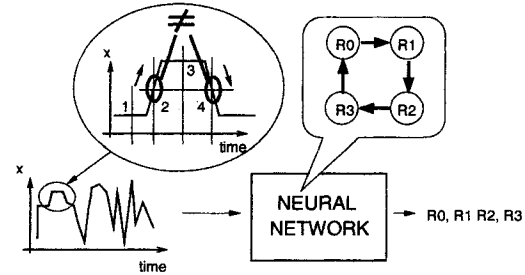 ≠
x
3
1
2
4
time
R0
R1
R3
R2
x
time
NEURAL
NETWORK
R0, R1 R2, R3